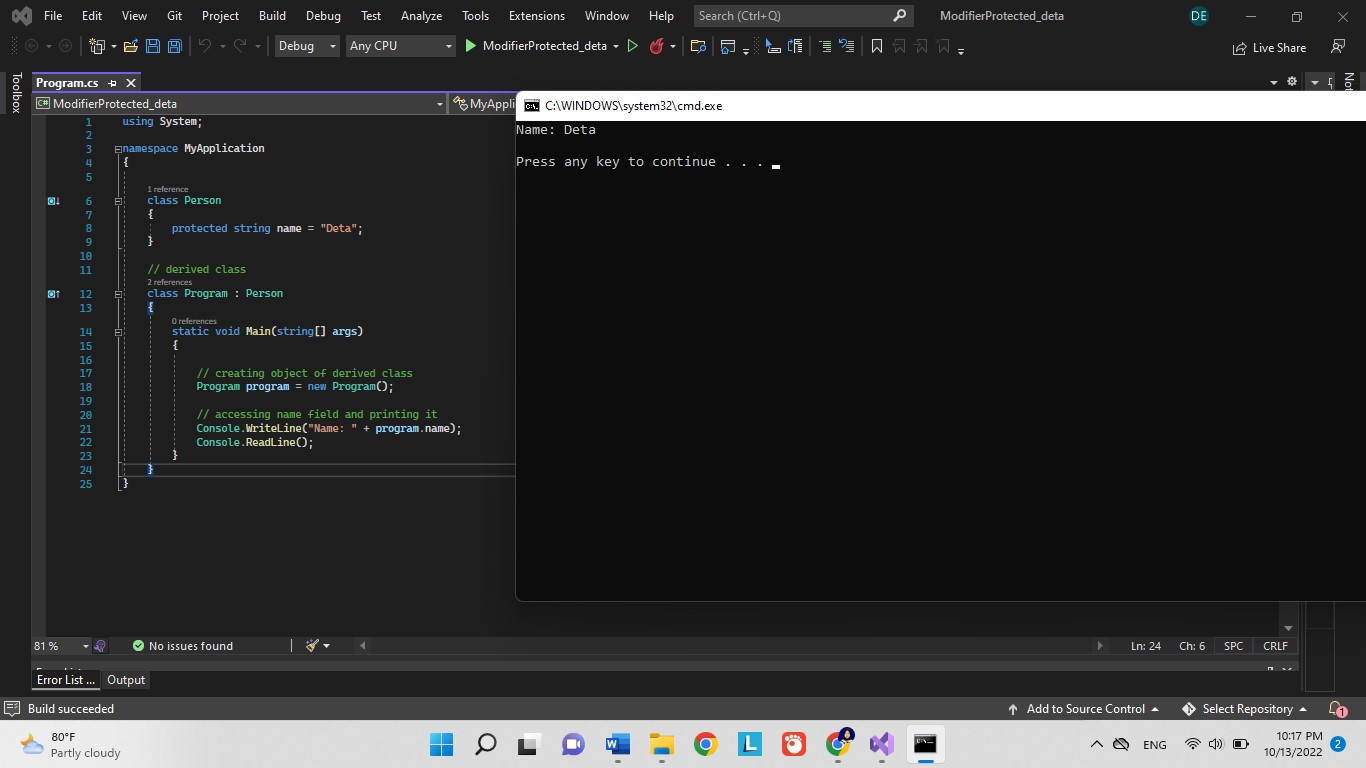 File Edit View Git Project Build Debug Test Analyze Tools Extensions Window Help Search (Ctrl+Q) ModifierProtected_deta DE
Debug Any CPU ModifierProtected_deta Live Share
Toolbox
Program.cs
ModifierProtected_deta MyAppli
C:\WINDOWS\system32\cmd.exe
Name: Deta
Press any key to continue . . .
1 using System;
2
3 namespace MyApplication
4 {
5
1 reference
6 class Person
7 {
8 protected string name = "Deta";
9 }
10
11 // derived class
2 references
12 class Program : Person
13 {
0 references
14 static void Main(string[] args)
15 {
16
17 // creating object of derived class
18 Program program = new Program();
19
20 // accessing name field and printing it
21 Console.WriteLine("Name: " + program.name);
22 Console.ReadLine();
23 }
24 }
25 }
81 % No issues found Ln: 24 Ch: 6 SPC CRLF
Error List ... Output
Build succeeded Add to Source Control Select Repository 1
80°F
Partly cloudy
ENG
10:17 PM
10/13/2022 2